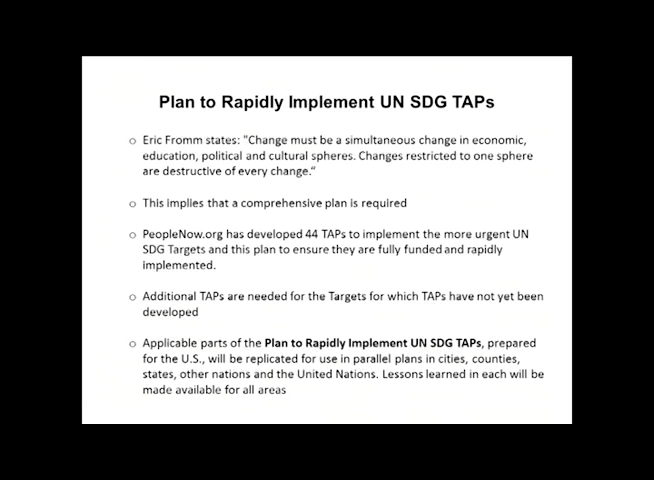 Plan to Rapidly Implement UN SDG TAPs
o Eric Fromm states: "Change must be a simultaneous change in economic,
education, political and cultural spheres. Changes restricted to one sphere
are destructive of every change."
o This implies that a comprehensive plan is required
o PeopleNow.org has developed 44 TAPs to implement the more urgent UN
SDG Targets and this plan to ensure they are fully funded and rapidly
implemented.
o Additional TAPs are needed for the Targets for which TAPs have not yet been
developed
o Applicable parts of the Plan to Rapidly Implement UN SDG TAPs, prepared
for the U.S., will be replicated for use in parallel plans in cities, counties,
states, other nations and the United Nations. Lessons learned in each will be
made available for all areas